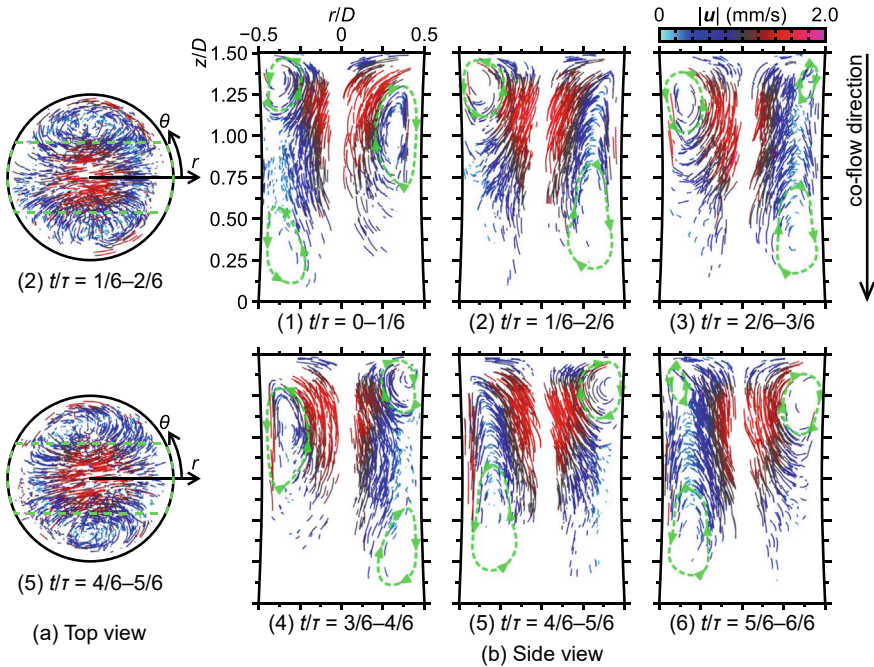 r/D
−0.5 0 0.5
0 |u| (mm/s) 2.0
z/D
1.50
1.25
1.00
0.75
0.50
0.25
0
θ
r
(2) t/τ = 1/6–2/6
(1) t/τ = 0–1/6
(2) t/τ = 1/6–2/6
(3) t/τ = 2/6–3/6
co-flow direction
θ
r
(5) t/τ = 4/6–5/6
(4) t/τ = 3/6–4/6
(5) t/τ = 4/6–5/6
(6) t/τ = 5/6–6/6
(a) Top view
(b) Side view